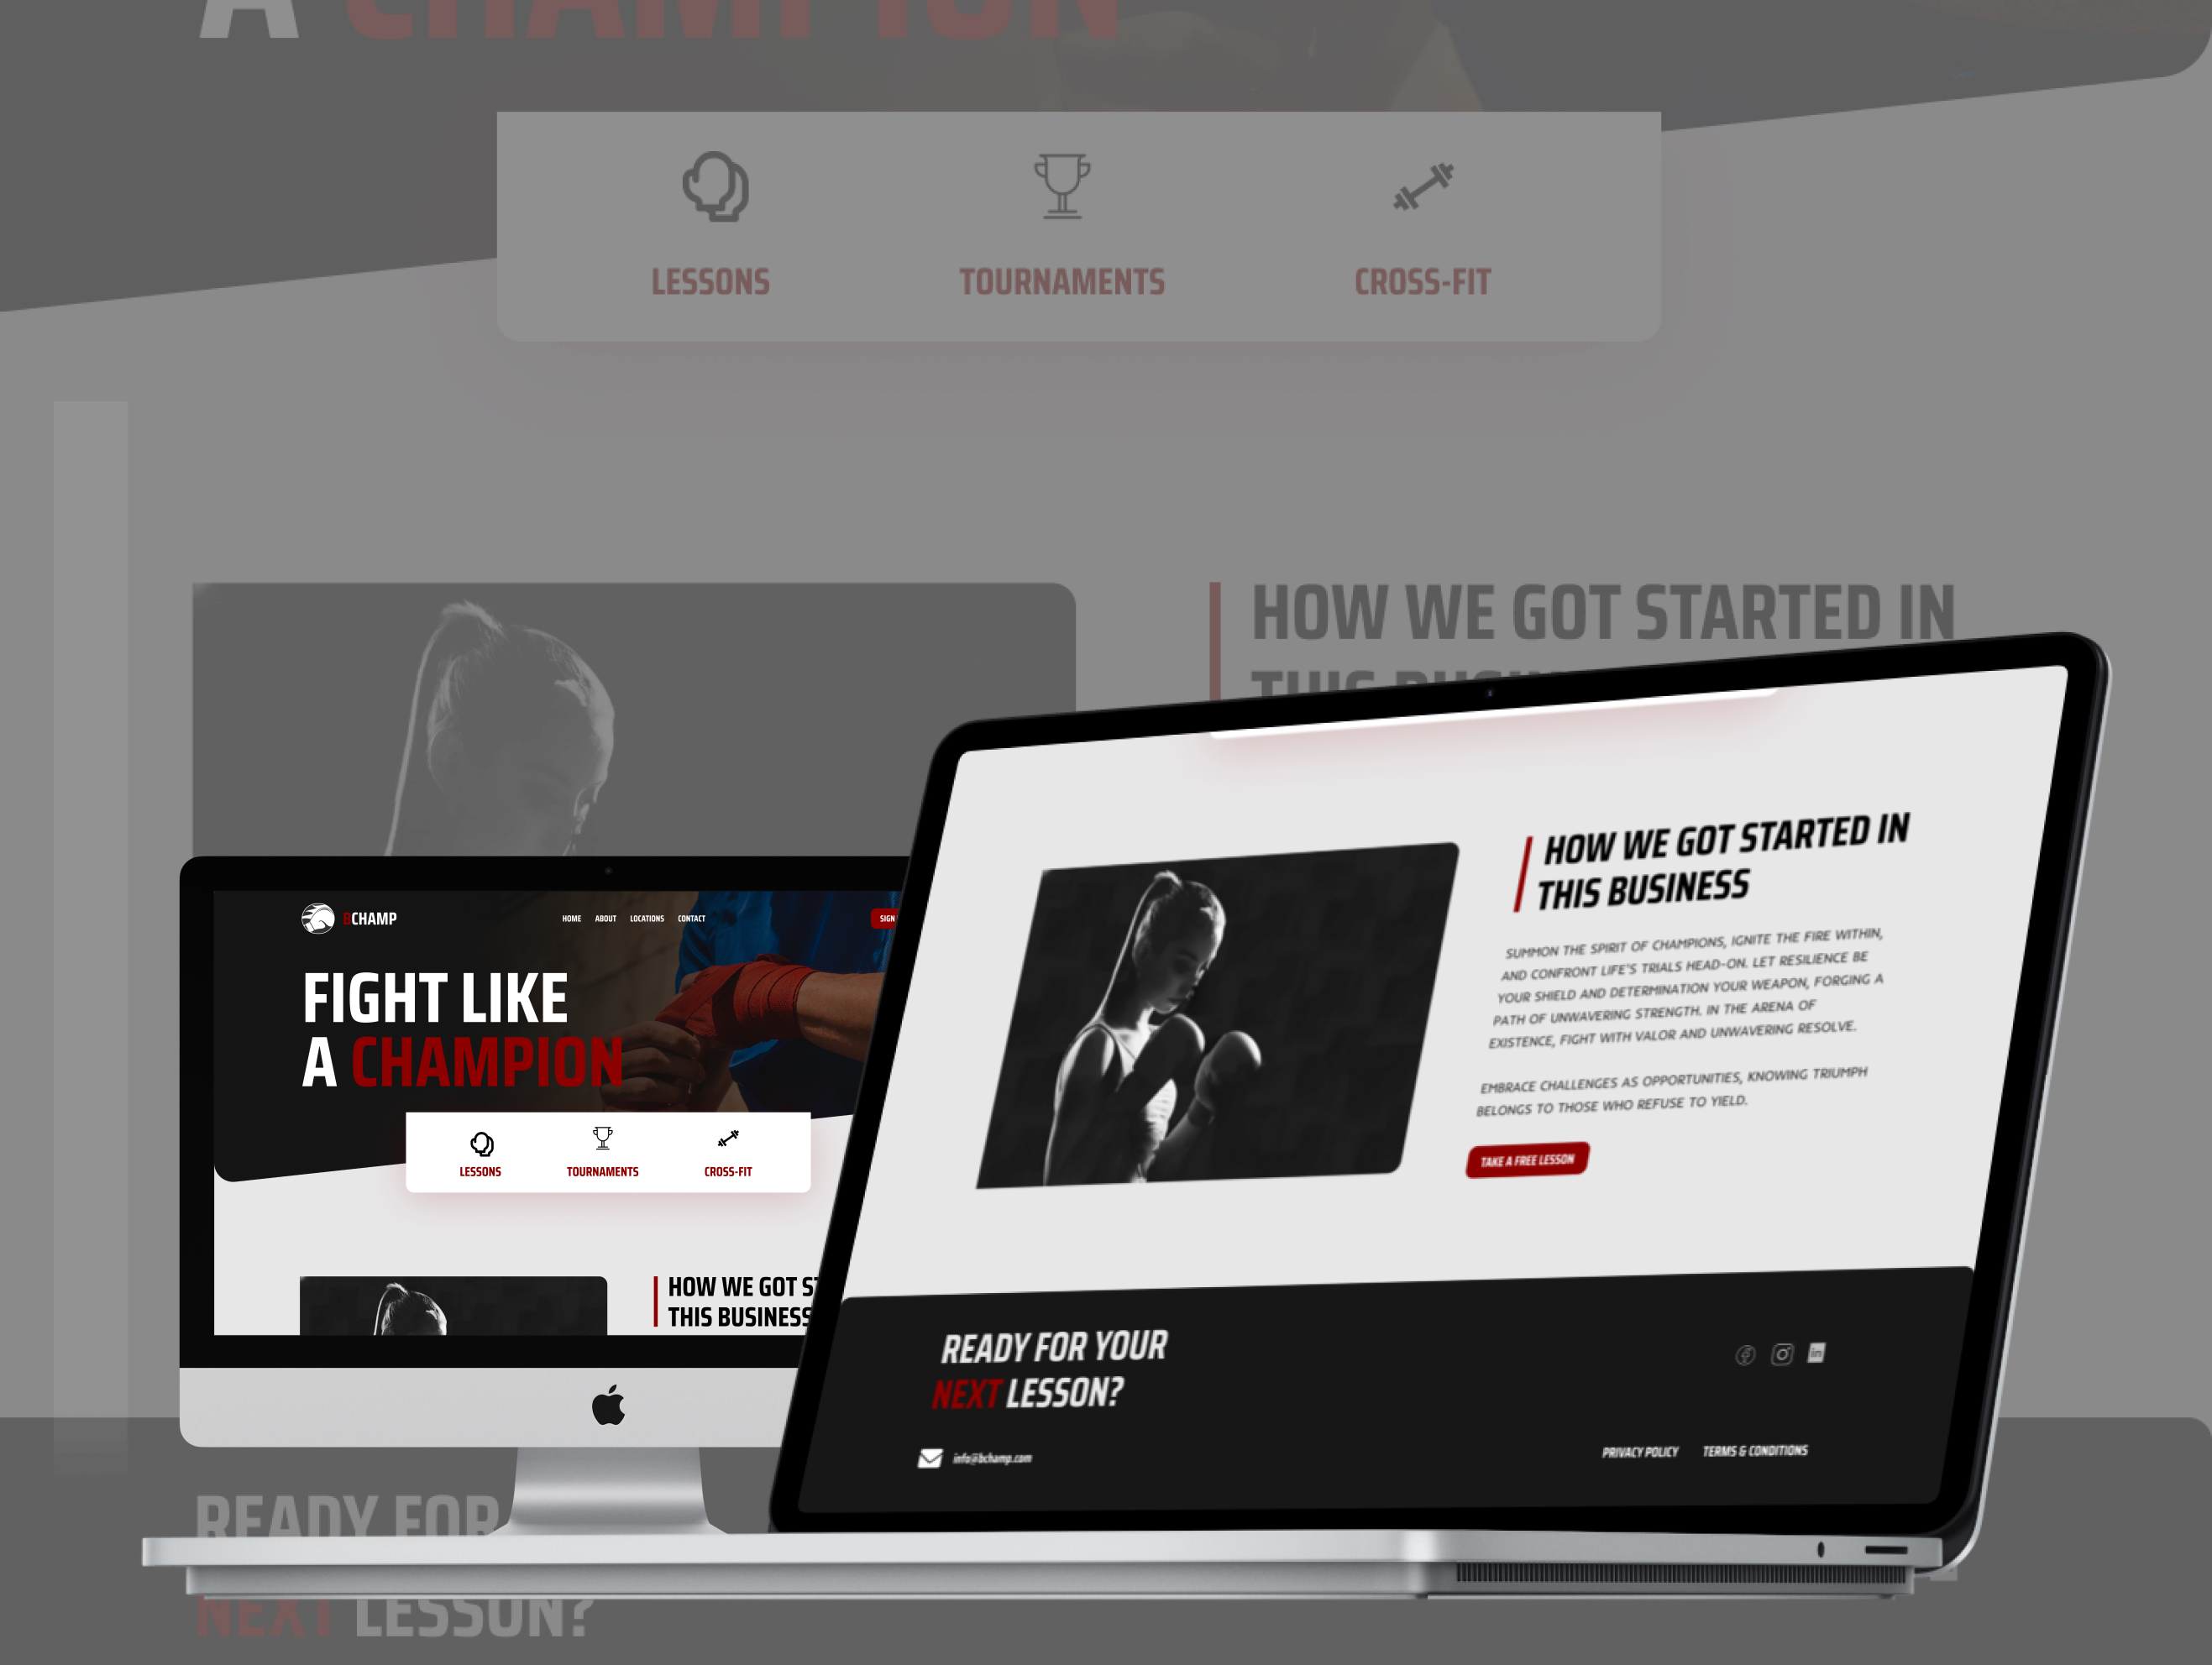 A CHAMPION
LESSONS
TOURNAMENTS
CROSS-FIT
HOW WE GOT STARTED IN
THIS
BCHAMP
HOME
ABOUT
LOCATIONS
CONTACT
SIGN
FIGHT LIKE
A CHAMPION
LESSONS
TOURNAMENTS
CROSS-FIT
HOW WE GOT ST
THIS BUSINESS
HOW WE GOT STARTED IN
THIS BUSINESS
SUMMON THE SPIRIT OF CHAMPIONS, IGNITE THE FIRE WITHIN,
AND CONFRONT LIFE'S TRIALS HEAD-ON. LET RESILIENCE BE
YOUR SHIELD AND DETERMINATION YOUR WEAPON, FORGING A
PATH OF UNWAVERING STRENGTH. IN THE ARENA OF
EXISTENCE, FIGHT WITH VALOR AND UNWAVERING RESOLVE.
EMBRACE CHALLENGES AS OPPORTUNITIES, KNOWING TRIUMPH
BELONGS TO THOSE WHO REFUSE TO YIELD.
TAKE A FREE LESSON
READY FOR YOUR
NEXT LESSON?
in
info@bchamp.com
PRIVACY POLICY
TERMS & CONDITIONS
READY FOR
NEXT LESSON?